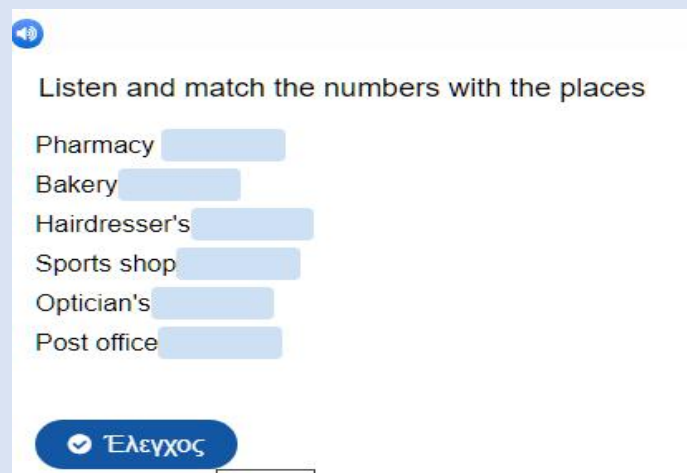 Listen and match the numbers with the places
Pharmacy
Bakery
Hairdresser's
Sports shop
Optician's
Post office
Έλεγχος